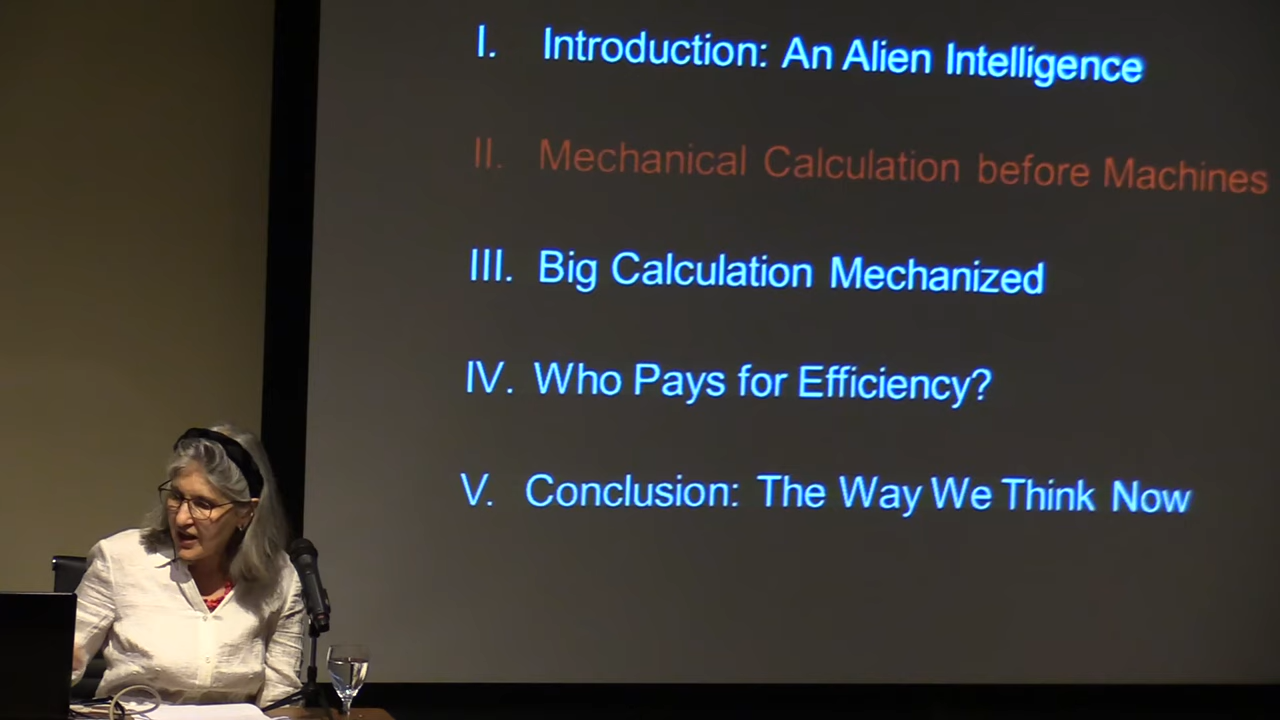 I. Introduction: An Alien Intelligence
II. Mechanical Calculation before Machines
III. Big Calculation Mechanized
IV. Who Pays for Efficiency?
V. Conclusion: The Way We Think Now